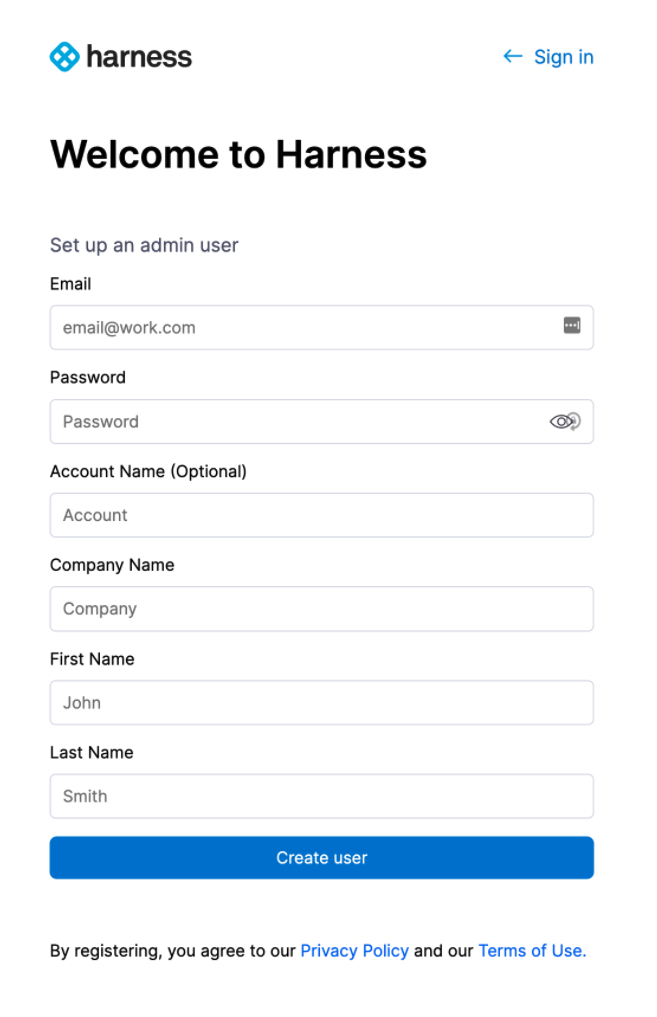 harness
← Sign in
Welcome to Harness
Set up an admin user
Email
email@work.com
Password
Password
Account Name (Optional)
Account
Company Name
Company
First Name
John
Last Name
Smith
Create user
By registering, you agree to our Privacy Policy and our Terms of Use.